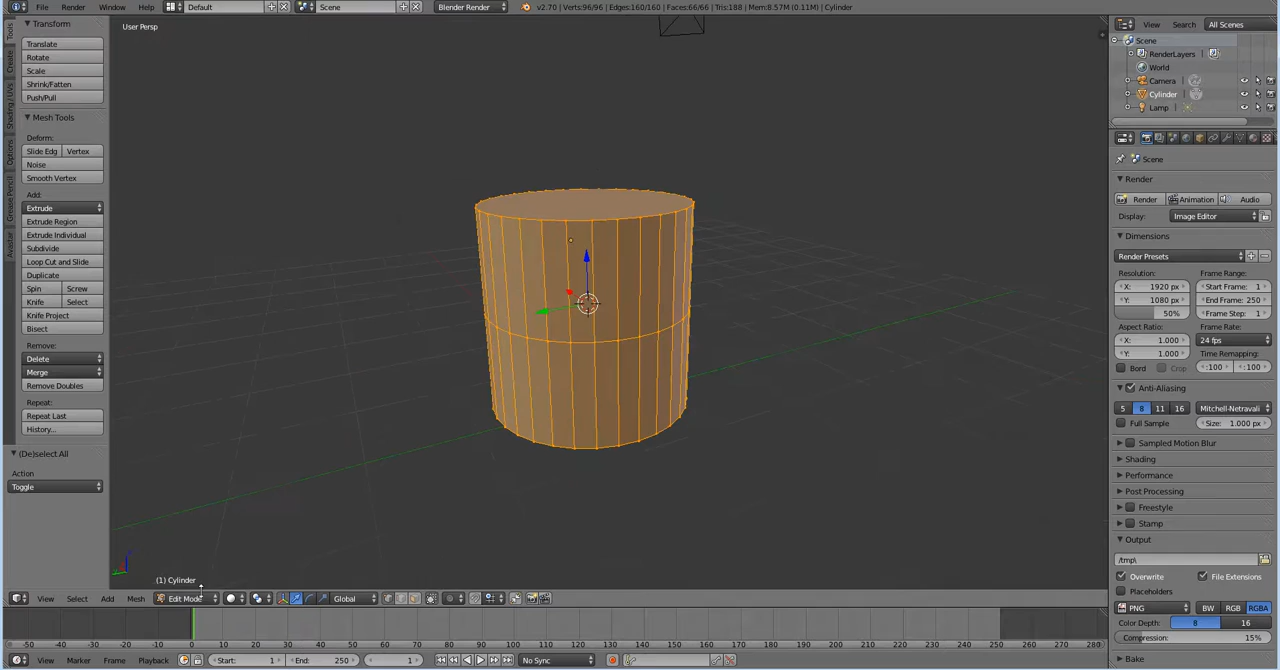 File Render Window Help Default Scene Blender Render v2.70 | Verts:96/96 | Edges:160/160 | Faces:66/66 | Tris:188 | Mem:8.57M (0.11M) | Cylinder
Transform
Translate
Rotate
Scale
Shrink/Fatten
Push/Pull
Mesh Tools
Deform:
Slide Edg Vertex
Noise
Smooth Vertex
Add:
Extrude
Extrude Region
Extrude Individual
Subdivide
Loop Cut and Slide
Duplicate
Spin Screw
Knife Select
Knife Project
Bisect
Remove:
Delete
Merge
Remove Doubles
Repeat:
Repeat Last
History...
(De)select All
Action
Toggle
Tools
Create
Shading / UVs
Options
Grease Pencil
Avastar
User Persp
(1) Cylinder
View Select Add Mesh Edit Mode Global
-50 -40 -30 -20 -10 0 10 20 30 40 50 60 70 80 90 100 110 120 130 140 150 160 170 180 190 200 210 220 230 240 250 260 270 280
View Marker Frame Playback Start: 1 End: 250 1 No Sync
View Search All Scenes
Scene
RenderLayers
World
Camera
Cylinder
Lamp
Scene
Render
Render Animation Audio
Display: Image Editor
Dimensions
Render Presets
Resolution: Frame Range:
X: 1920 px Start Frame: 1
Y: 1080 px End Frame: 250
50% Frame Step: 1
Aspect Ratio: Frame Rate:
X: 1.000 24 fps
Y: 1.000 Time Remapping:
Bord Crop :100 :100
Anti-Aliasing
5 8 11 16 Mitchell-Netravali
Full Sample Size: 1.000 px
Sampled Motion Blur
Shading
Performance
Post Processing
Freestyle
Stamp
Output
/tmp\
Overwrite File Extensions
Placeholders
PNG BW RGB RGBA
Color Depth: 8 16
Compression: 15%
Bake